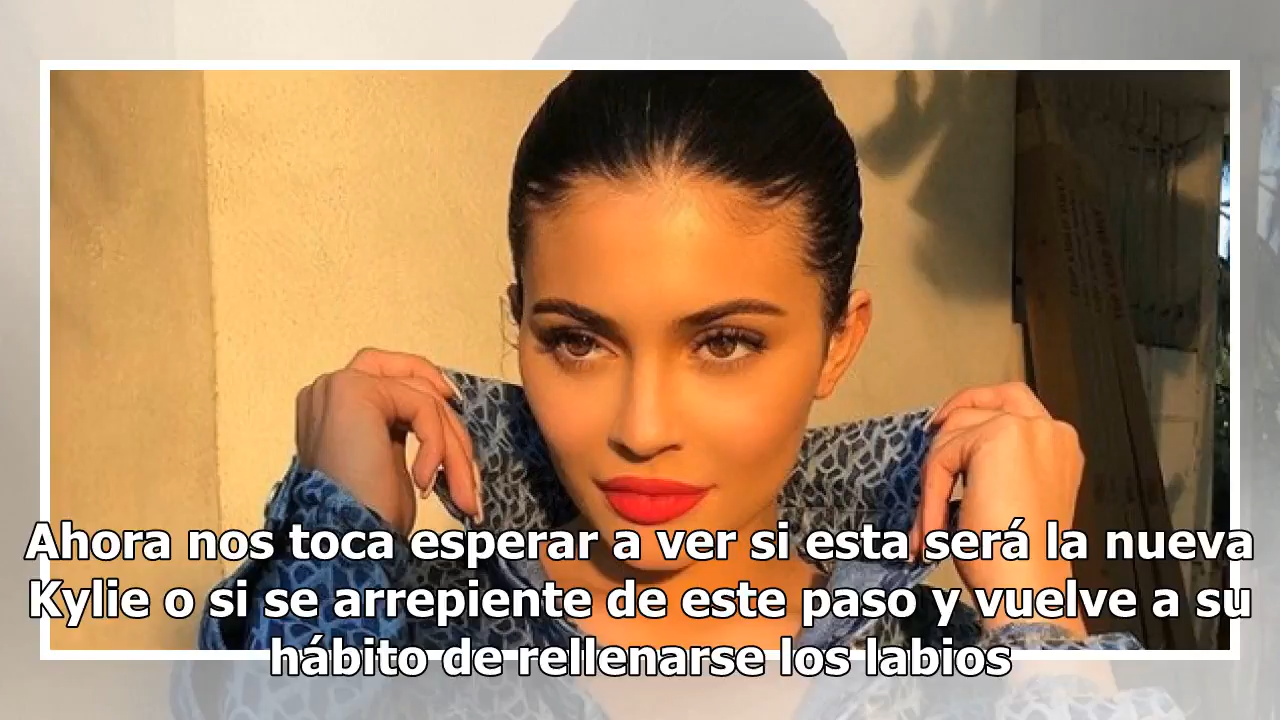 Ahora nos toca esperar a ver si esta será la nueva
Kylie o si se arrepiente de este paso y vuelve a su
hábito de rellenarse los labios